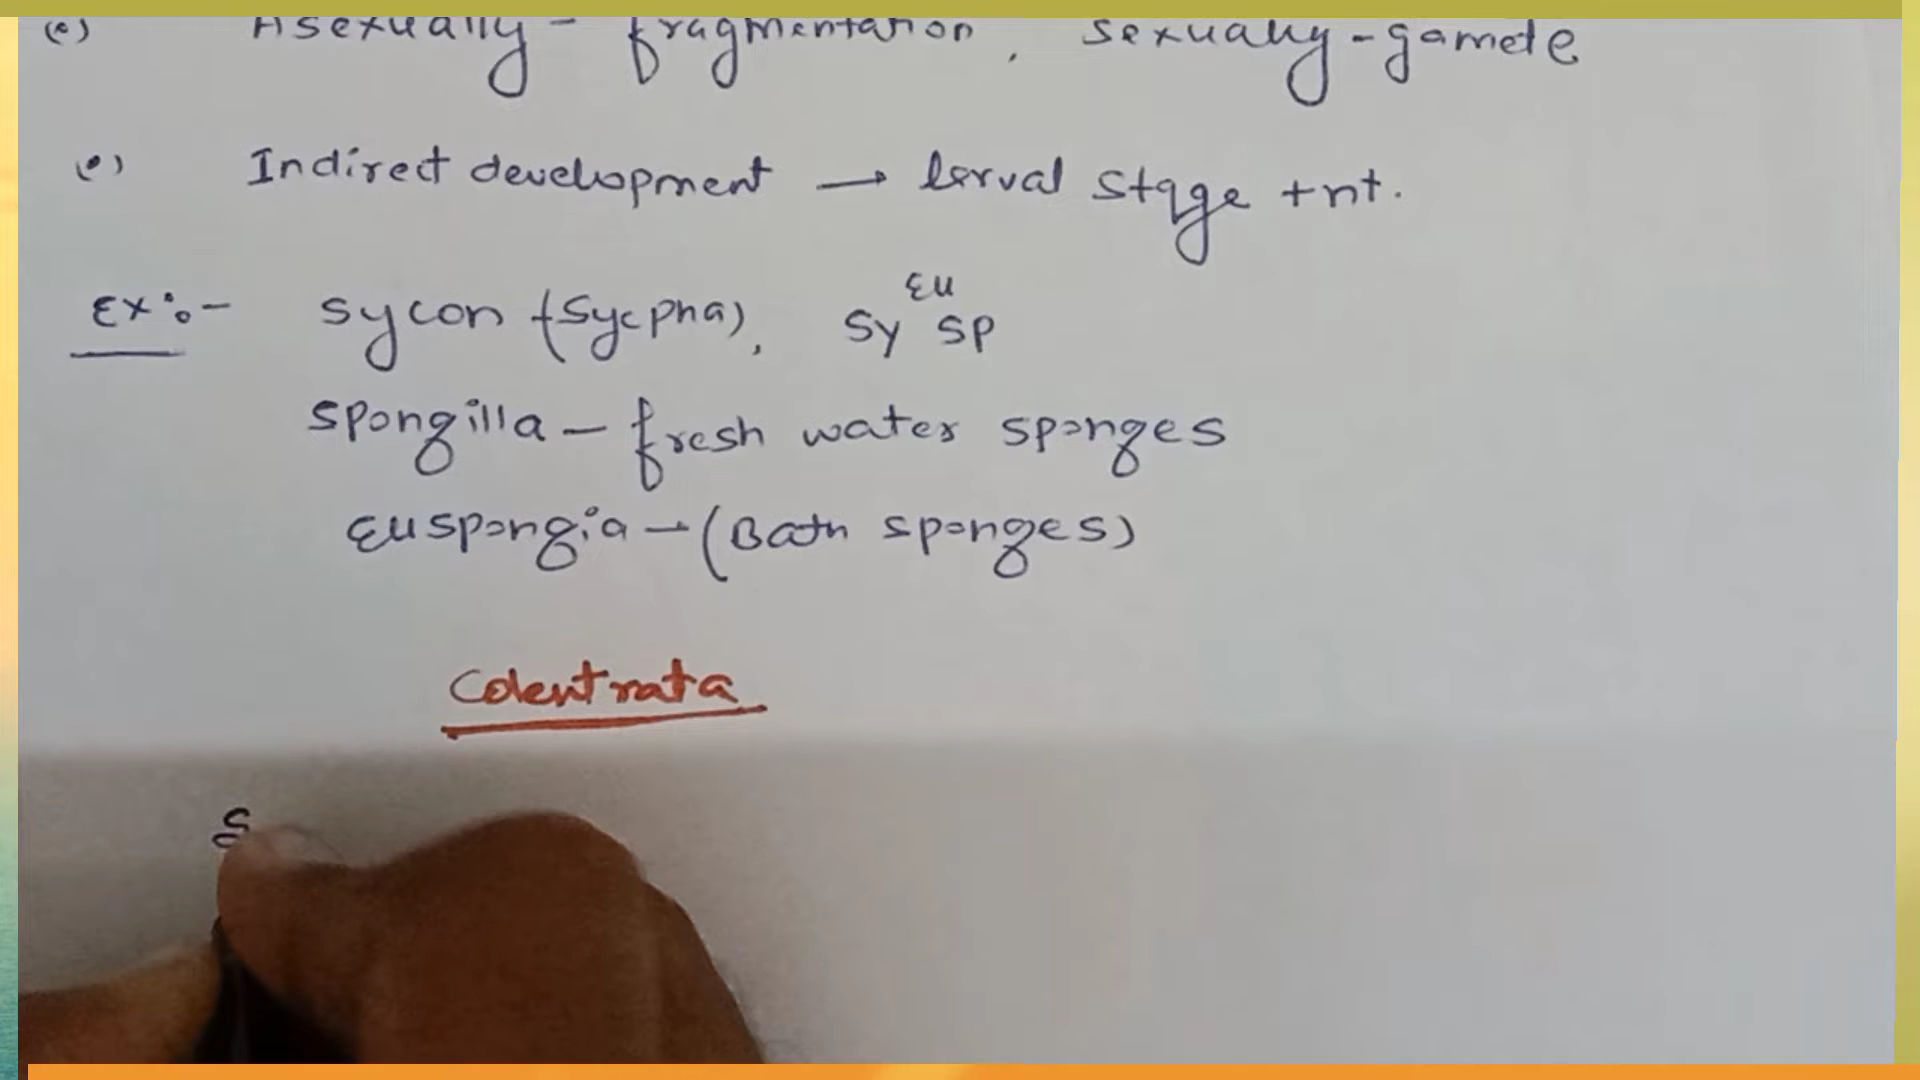 (e) Asexually - fragmentation, sexually - gamete
(e) Indirect development → lerval stage +nt.
Ex:- Sycon (Sycpha), Sy Eu Sp
Spongilla - fresh water sponges
Euspongia → (Bath sponges)
Colentrata
S